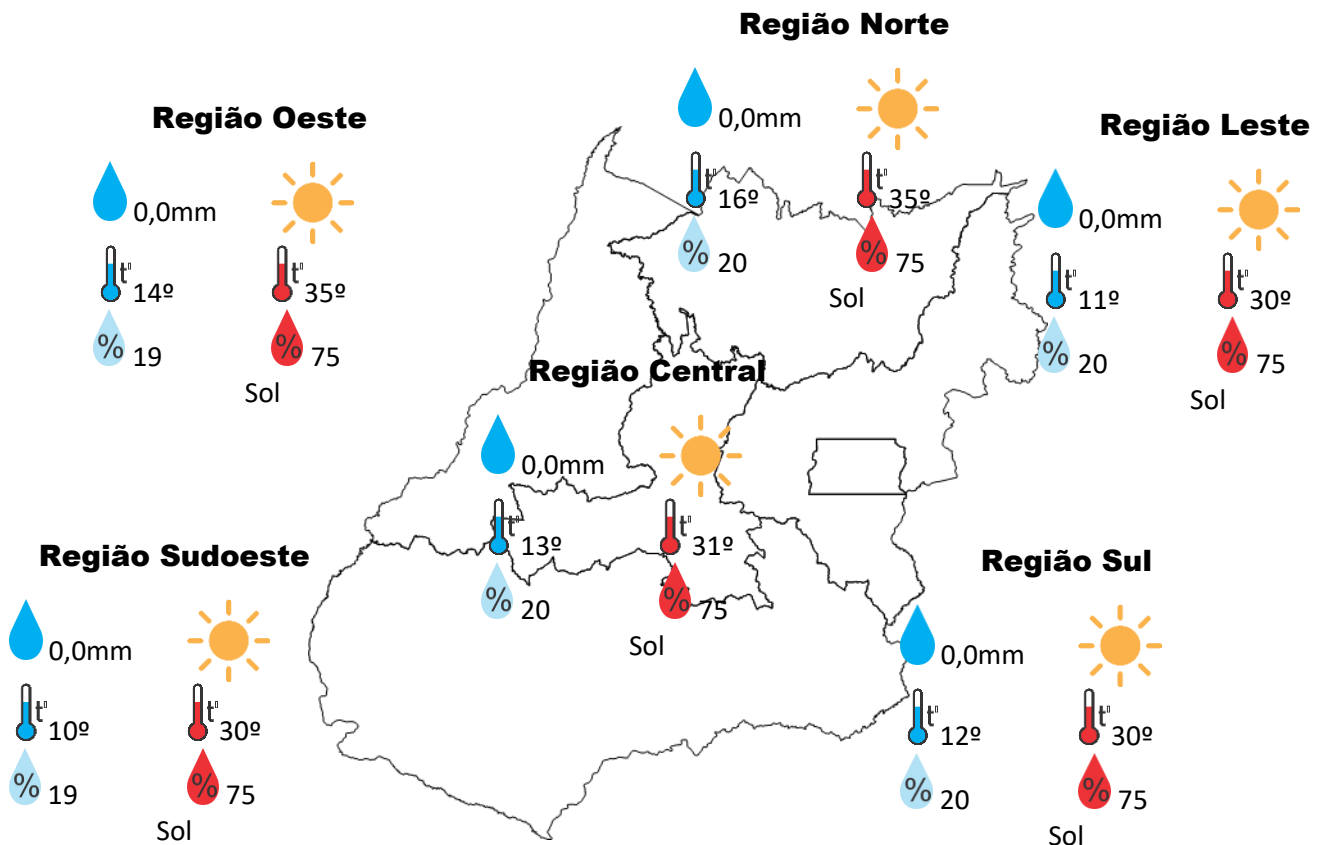 Região Norte
0,0mm
t° 16º t° 35º
% 20 % 75
Sol
Região Oeste
0,0mm
t° 14º t° 35º
% 19 % 75
Sol
Região Leste
0,0mm
t° 11º t° 30º
% 20 % 75
Sol
Região Central
0,0mm
t° 13º t° 31º
% 20 % 75
Sol
Região Sudoeste
0,0mm
t° 10º t° 30º
% 19 % 75
Sol
Região Sul
0,0mm
t° 12º t° 30º
% 20 % 75
Sol